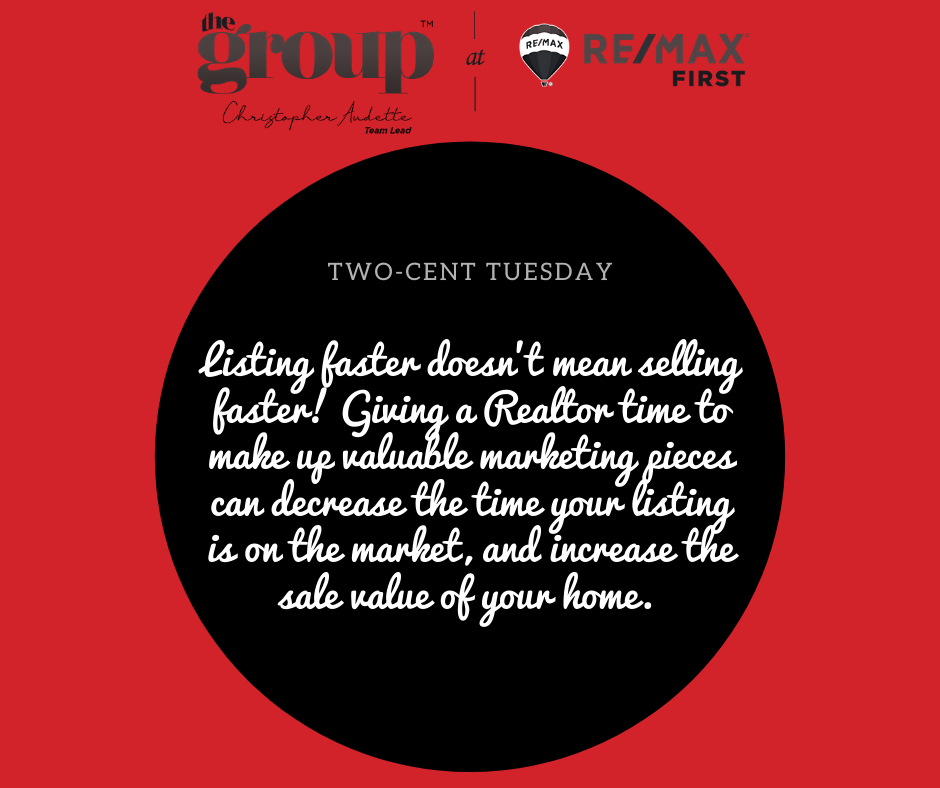 the
group™
at
RE/MAX
RE/MAX
FIRST
Christopher Audette
Team Lead
TWO-CENT TUESDAY
Listing faster doesn't mean selling
faster! Giving a Realtor time to
make up valuable marketing pieces
can decrease the time your listing
is on the market, and increase the
sale value of your home.